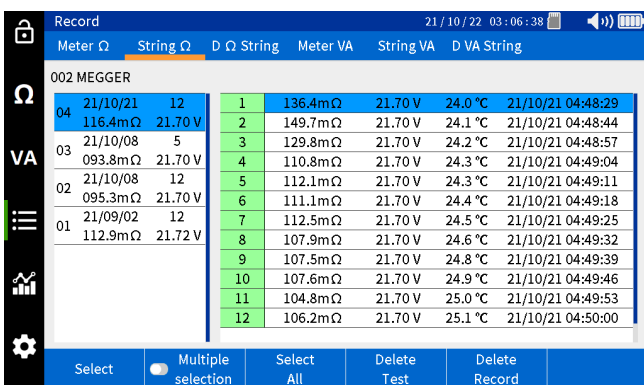 Record 21/10/22 03:06:38
Meter Ω String Ω D Ω String Meter VA String VA D VA String
002 MEGGER
Ω
VA
04 21/10/21 12
116.4mΩ 21.70 V
03 21/10/08 5
093.8mΩ 21.70 V
02 21/10/08 12
095.3mΩ 21.70 V
01 21/09/02 12
112.9mΩ 21.72 V
1 136.4mΩ 21.70 V 24.0 °C 21/10/21 04:48:29
2 149.7mΩ 21.70 V 24.1 °C 21/10/21 04:48:44
3 129.8mΩ 21.70 V 24.2 °C 21/10/21 04:48:57
4 110.8mΩ 21.70 V 24.3 °C 21/10/21 04:49:04
5 112.1mΩ 21.70 V 24.3 °C 21/10/21 04:49:11
6 111.1mΩ 21.70 V 24.4 °C 21/10/21 04:49:18
7 112.5mΩ 21.70 V 24.5 °C 21/10/21 04:49:25
8 107.9mΩ 21.70 V 24.6 °C 21/10/21 04:49:32
9 107.5mΩ 21.70 V 24.8 °C 21/10/21 04:49:39
10 107.6mΩ 21.70 V 24.9 °C 21/10/21 04:49:46
11 104.8mΩ 21.70 V 25.0 °C 21/10/21 04:49:53
12 106.2mΩ 21.70 V 25.1 °C 21/10/21 04:50:00
Select
Multiple
selection
Select
All
Delete
Test
Delete
Record